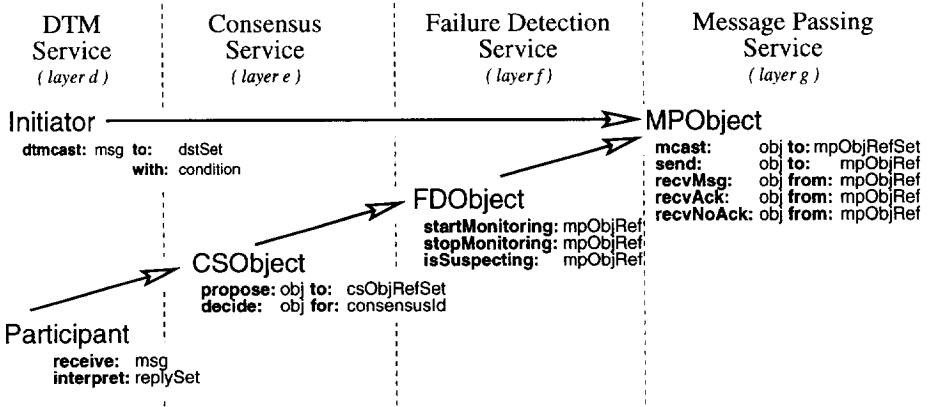 DTM
Service
( layer d )
Consensus
Service
( layer e )
Failure Detection
Service
( layer f )
Message Passing
Service
( layer g )
Initiator
dtmcast: msg to: dstSet
with: condition
MPObject
mcast: obj to: mpObjRefSet
send: obj to: mpObjRef
recvMsg: obj from: mpObjRef
recvAck: obj from: mpObjRef
recvNoAck: obj from: mpObjRef
FDObject
startMonitoring: mpObjRef
stopMonitoring: mpObjRef
isSuspecting: mpObjRef
CSObject
propose: obj to: csObjRefSet
decide: obj for: consensusId
Participant
receive: msg
interpret: replySet